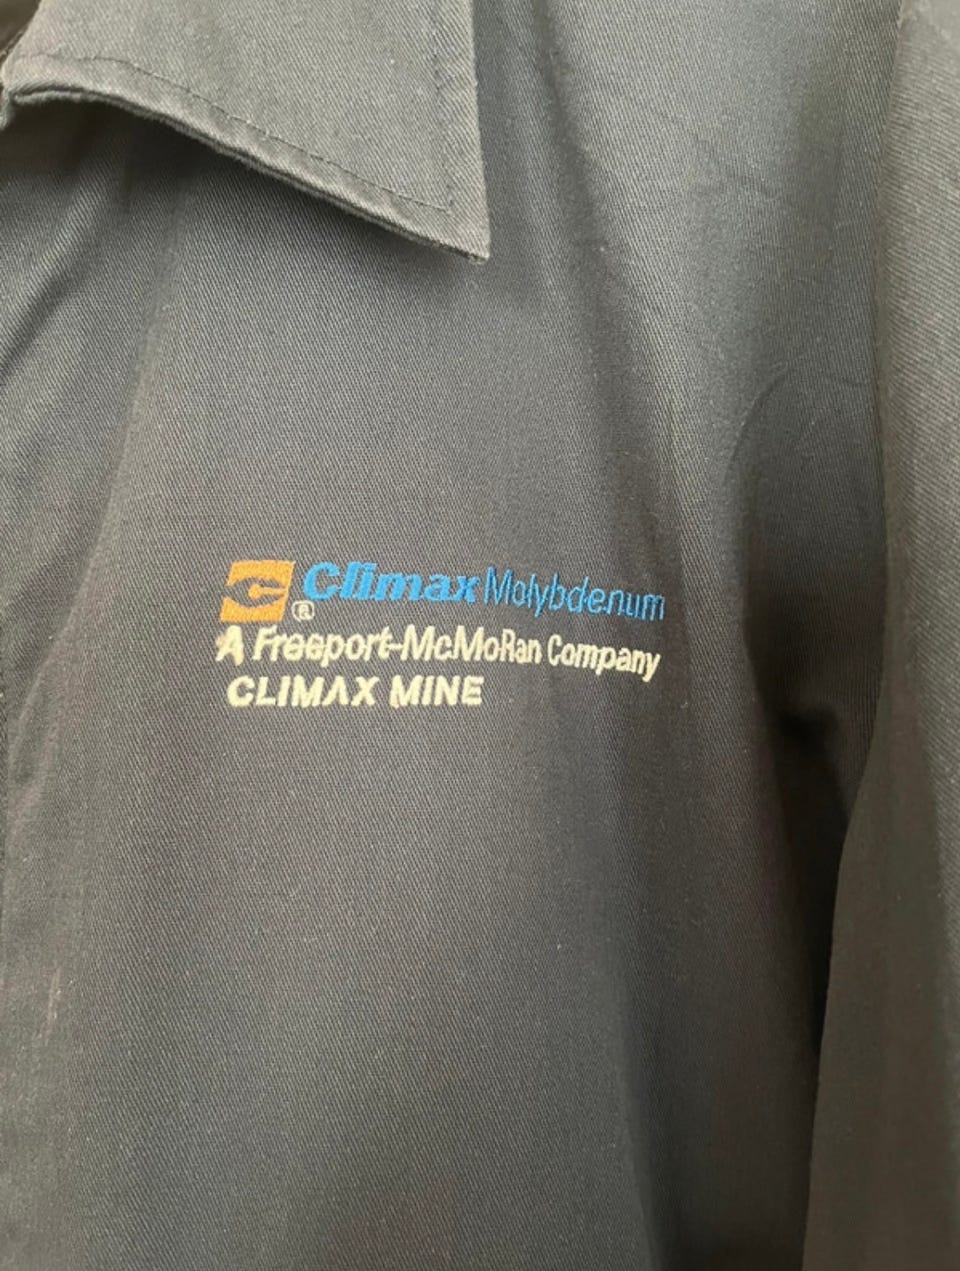 Climax Molybdenum
®
A Freeport-McMoRan Company
CLIMAX MINE